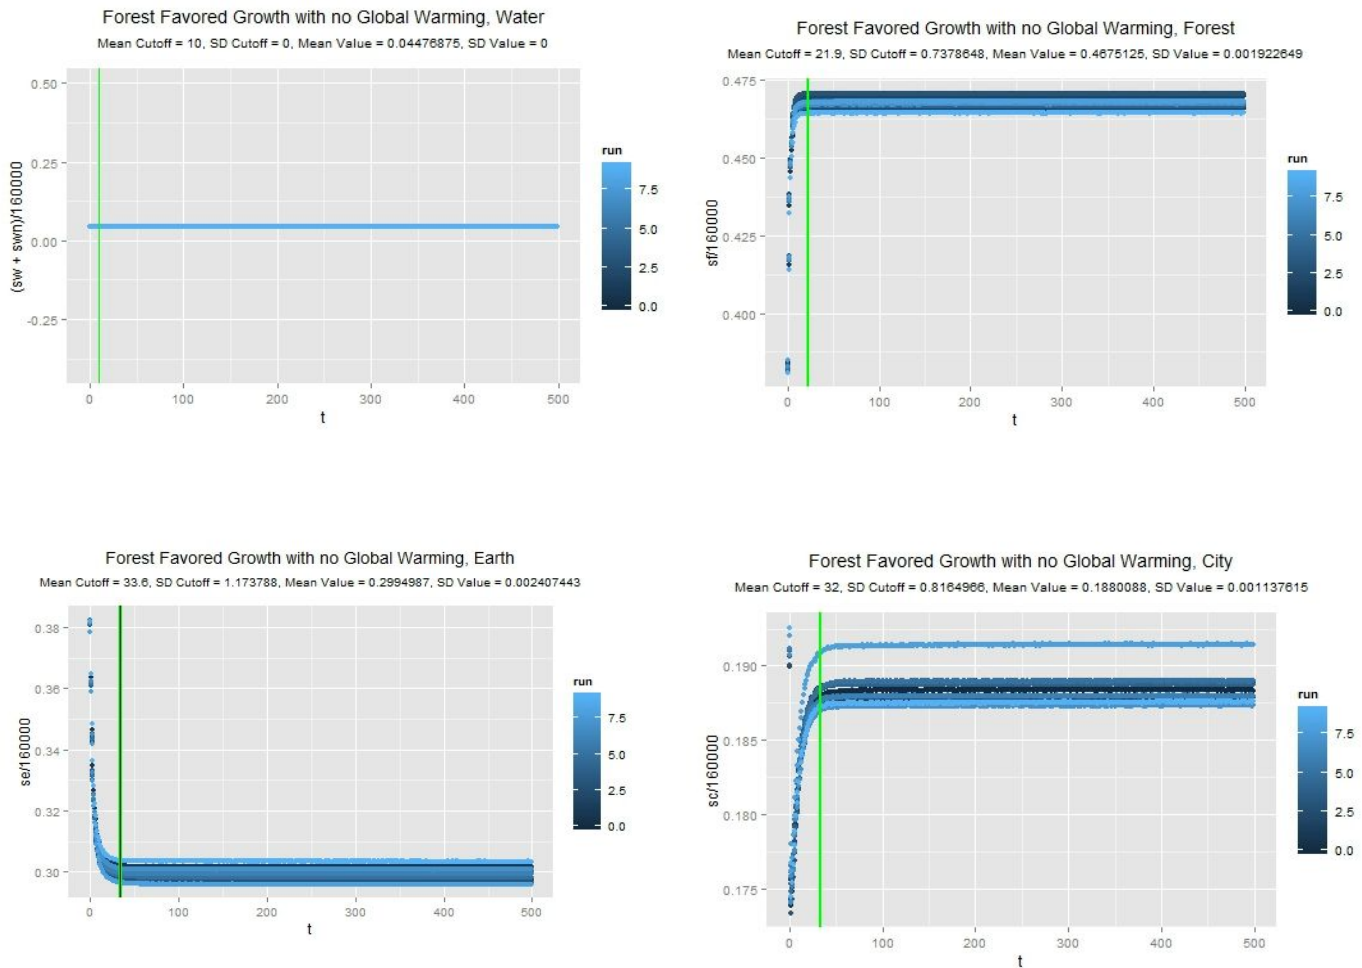 Forest Favored Growth with no Global Warming, Water
Mean Cutoff = 10, SD Cutoff = 0, Mean Value = 0.04476875, SD Value = 0
0.50
0.25
0.00
-0.25
(sw + swn)/160000
0
100
200
300
400
500
t
run
7.5
5.0
2.5
0.0
Forest Favored Growth with no Global Warming, Forest
Mean Cutoff = 21.9, SD Cutoff = 0.7378648, Mean Value = 0.4675125, SD Value = 0.001922649
0.475
0.450
0.425
0.400
sf/160000
0
100
200
300
400
500
t
run
7.5
5.0
2.5
0.0
Forest Favored Growth with no Global Warming, Earth
Mean Cutoff = 33.6, SD Cutoff = 1.173788, Mean Value = 0.2994987, SD Value = 0.002407443
0.38
0.36
0.34
0.32
0.30
se/160000
0
100
200
300
400
500
t
run
7.5
5.0
2.5
0.0
Forest Favored Growth with no Global Warming, City
Mean Cutoff = 32, SD Cutoff = 0.8164966, Mean Value = 0.1880088, SD Value = 0.001137615
0.190
0.185
0.180
0.175
sc/160000
0
100
200
300
400
500
t
run
7.5
5.0
2.5
0.0